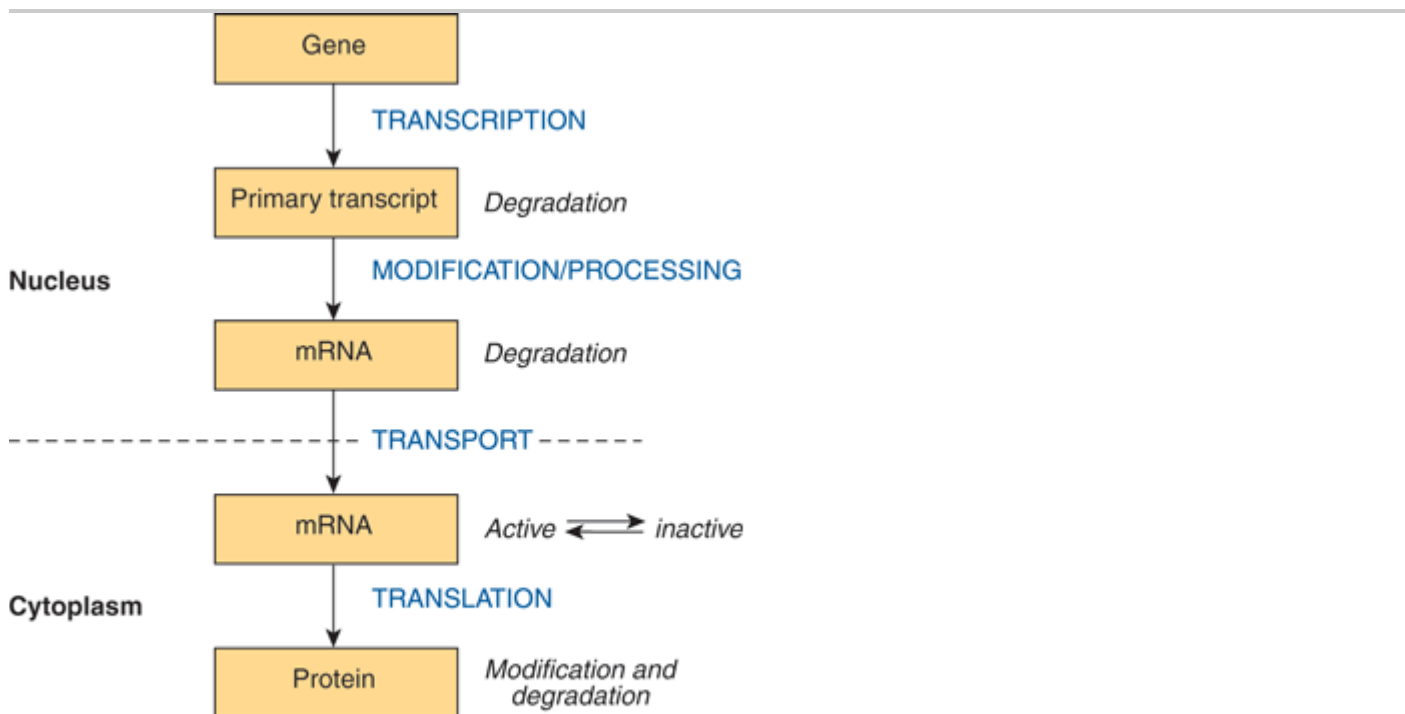 Gene
TRANSCRIPTION
Primary transcript
Degradation
Nucleus
MODIFICATION/PROCESSING
mRNA
Degradation
TRANSPORT
mRNA
Active
inactive
Cytoplasm
TRANSLATION
Protein
Modification and
degradation